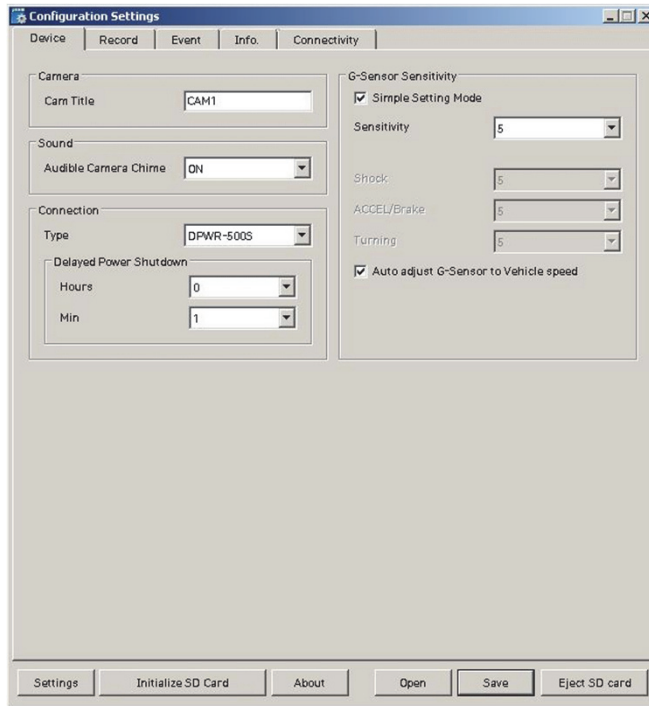 Configuration Settings
Device Record Event Info. Connectivity
Camera
Cam Title CAM1
Sound
Audible Camera Chime ON
Connection
Type DPWR-500S
Delayed Power Shutdown
Hours 0
Min 1
G-Sensor Sensitivity
Simple Setting Mode
Sensitivity 5
Shock 5
ACCEL/Brake 5
Turning 5
Auto adjust G-Sensor to Vehicle speed
Settings Initialize SD Card About Open Save Eject SD card